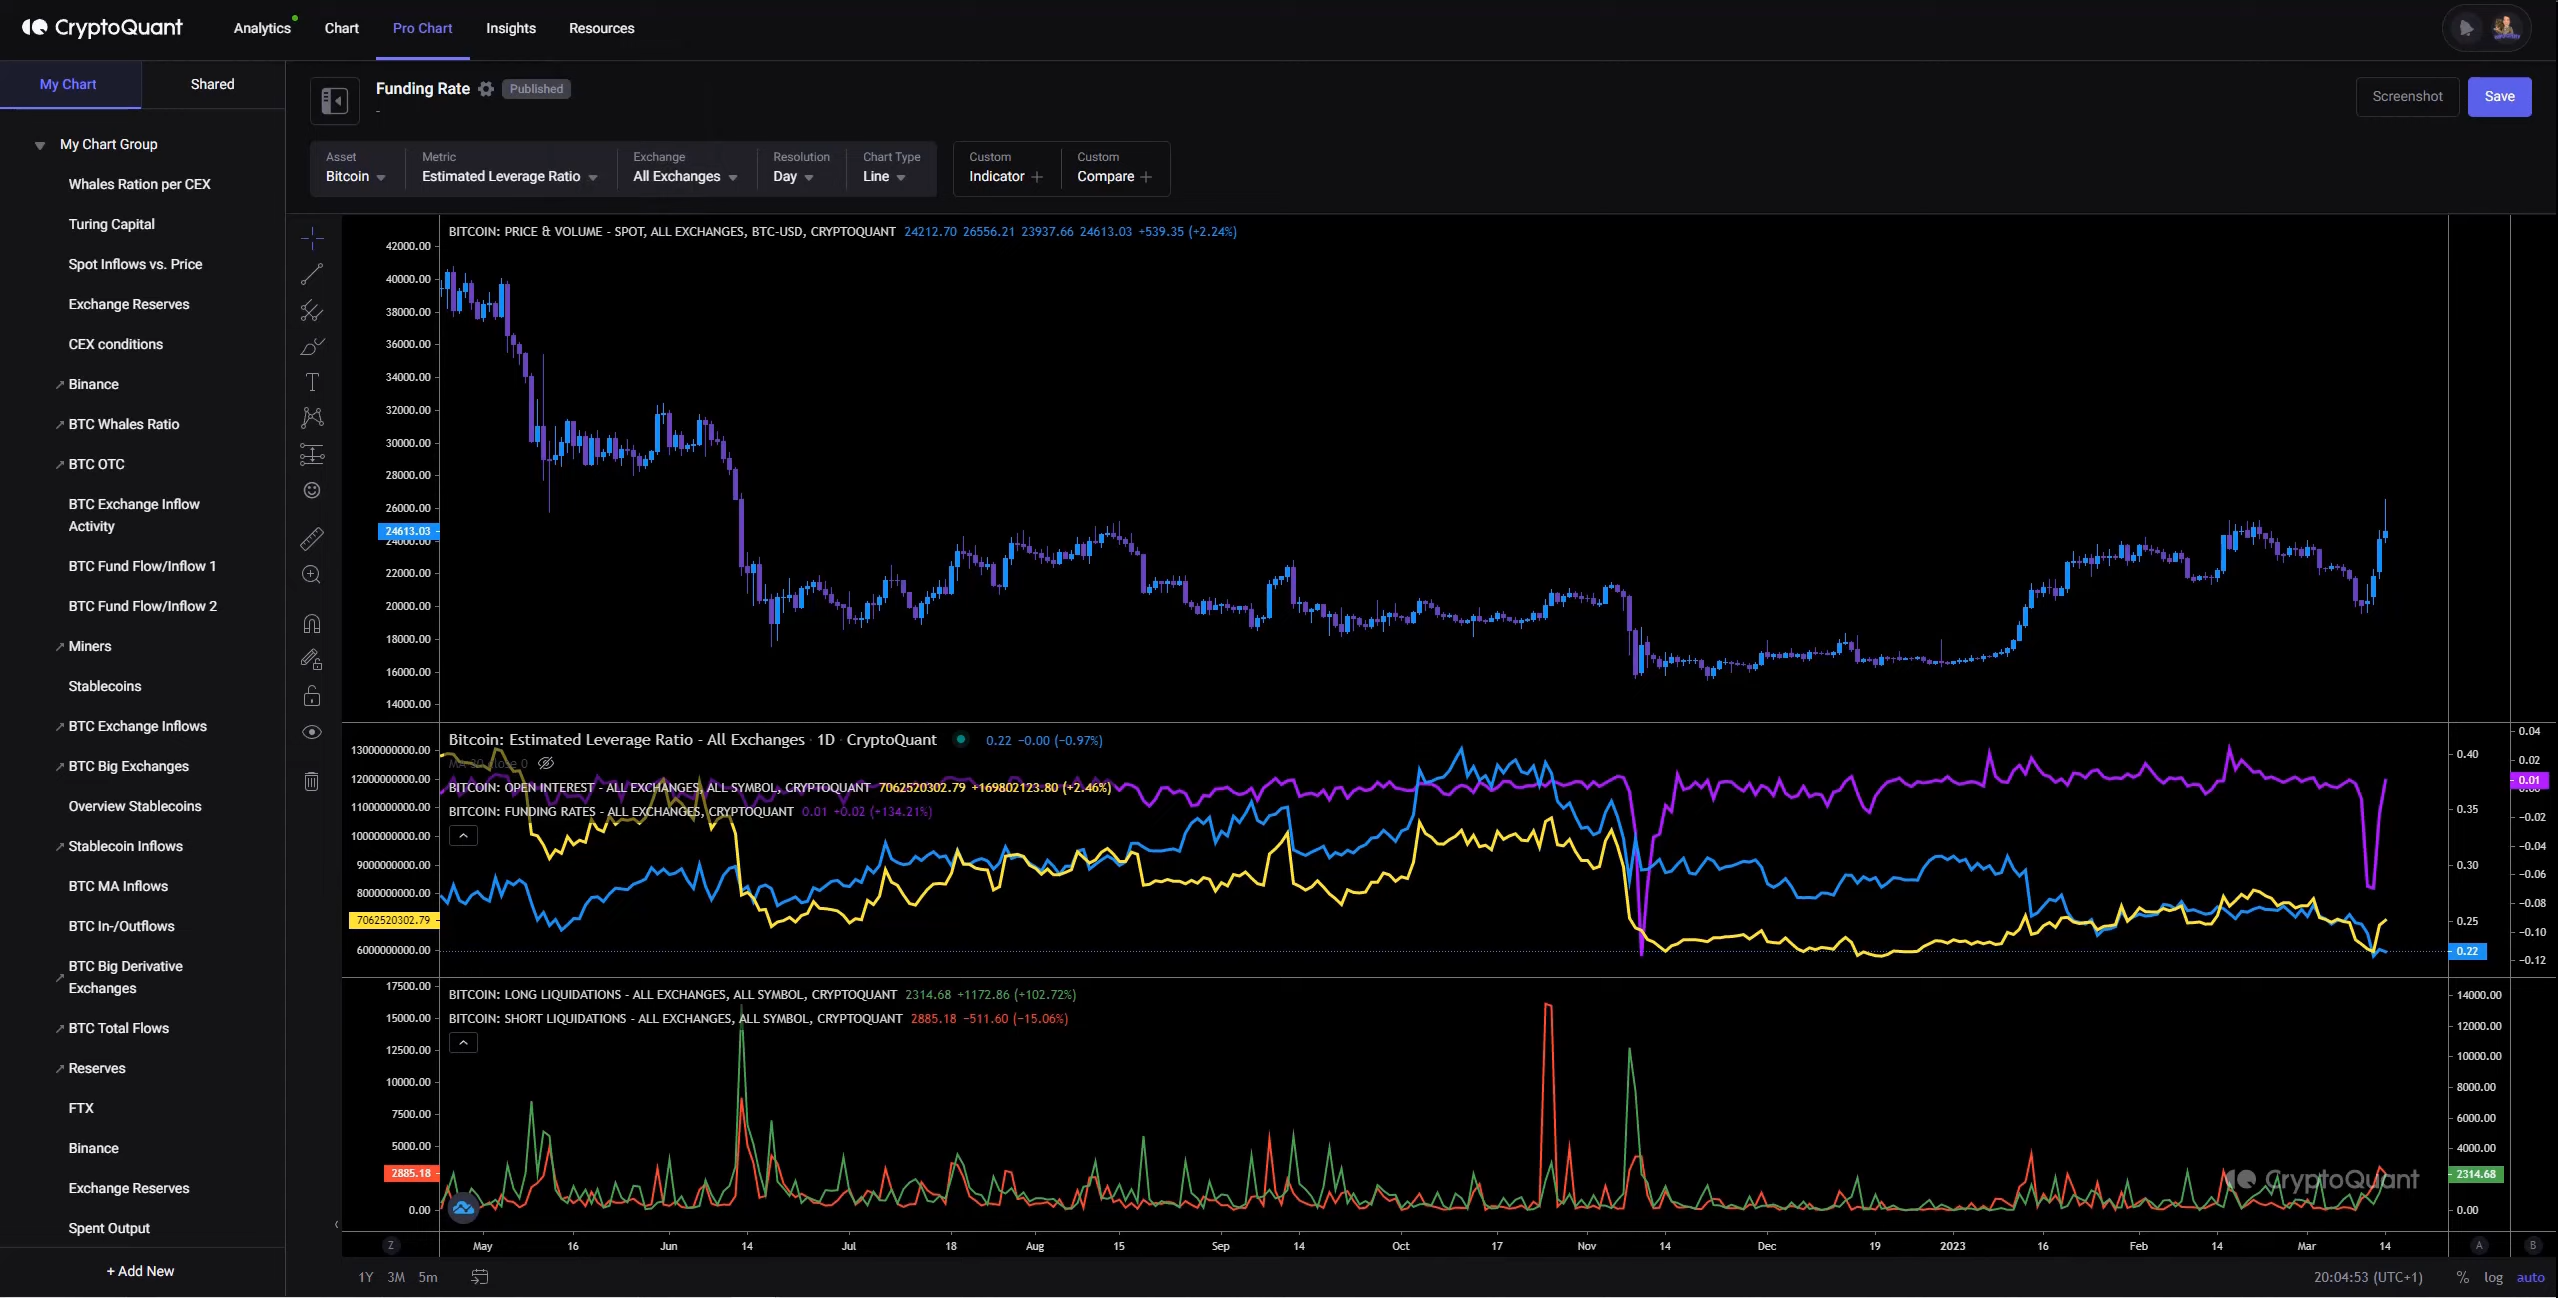 CryptoQuant
Analytics
Chart
Pro Chart
Insights
Resources
My Chart
Shared
My Chart Group
Whales Ration per CEX
Turing Capital
Spot Inflows vs. Price
Exchange Reserves
CEX conditions
Binance
BTC Whales Ratio
BTC OTC
BTC Exchange Inflow
Activity
BTC Fund Flow/Inflow 1
BTC Fund Flow/Inflow 2
Miners
Stablecoins
BTC Exchange Inflows
BTC Big Exchanges
Overview Stablecoins
Stablecoin Inflows
BTC MA Inflows
BTC In-/Outflows
BTC Big Derivative
Exchanges
BTC Total Flows
Reserves
FTX
Binance
Exchange Reserves
Spent Output
+ Add New
Funding Rate Published
-
Screenshot
Save
Asset
Bitcoin
Metric
Estimated Leverage Ratio
Exchange
All Exchanges
Resolution
Day
Chart Type
Line
Custom
Indicator +
Custom
Compare +
BITCOIN: PRICE & VOLUME - SPOT, ALL EXCHANGES, BTC-USD, CRYPTOQUANT 24212.70 26556.21 23937.66 24613.03 +539.35 (+2.24%)
42000.00
40000.00
38000.00
36000.00
34000.00
32000.00
30000.00
28000.00
26000.00
24613.03
24000.00
22000.00
20000.00
18000.00
16000.00
14000.00
Bitcoin: Estimated Leverage Ratio - All Exchanges · 1D · CryptoQuant 0.22 −0.00 (−0.97%)
MA 30 close 0
BITCOIN: OPEN INTEREST - ALL EXCHANGES, ALL SYMBOL, CRYPTOQUANT 7062520302.79 +169802123.80 (+2.46%)
BITCOIN: FUNDING RATES - ALL EXCHANGES, CRYPTOQUANT 0.01 +0.02 (+134.21%)
13000000000.00
12000000000.00
11000000000.00
10000000000.00
9000000000.00
8000000000.00
7062520302.79
6000000000.00
0.40
0.35
0.30
0.25
0.22
0.04
0.02
0.01
0.00
−0.02
−0.04
−0.06
−0.08
−0.10
−0.12
BITCOIN: LONG LIQUIDATIONS - ALL EXCHANGES, ALL SYMBOL, CRYPTOQUANT 2314.68 +1172.86 (+102.72%)
BITCOIN: SHORT LIQUIDATIONS - ALL EXCHANGES, ALL SYMBOL, CRYPTOQUANT 2885.18 −511.60 (−15.06%)
17500.00
15000.00
12500.00
10000.00
7500.00
5000.00
2885.18
0.00
14000.00
12000.00
10000.00
8000.00
6000.00
4000.00
2314.68
0.00
CryptoQuant
Z
May
16
Jun
14
Jul
18
Aug
15
Sep
14
Oct
17
Nov
14
Dec
19
2023
16
Feb
14
Mar
14
A
B
1Y 3M 5m
20:04:53 (UTC+1) % log auto